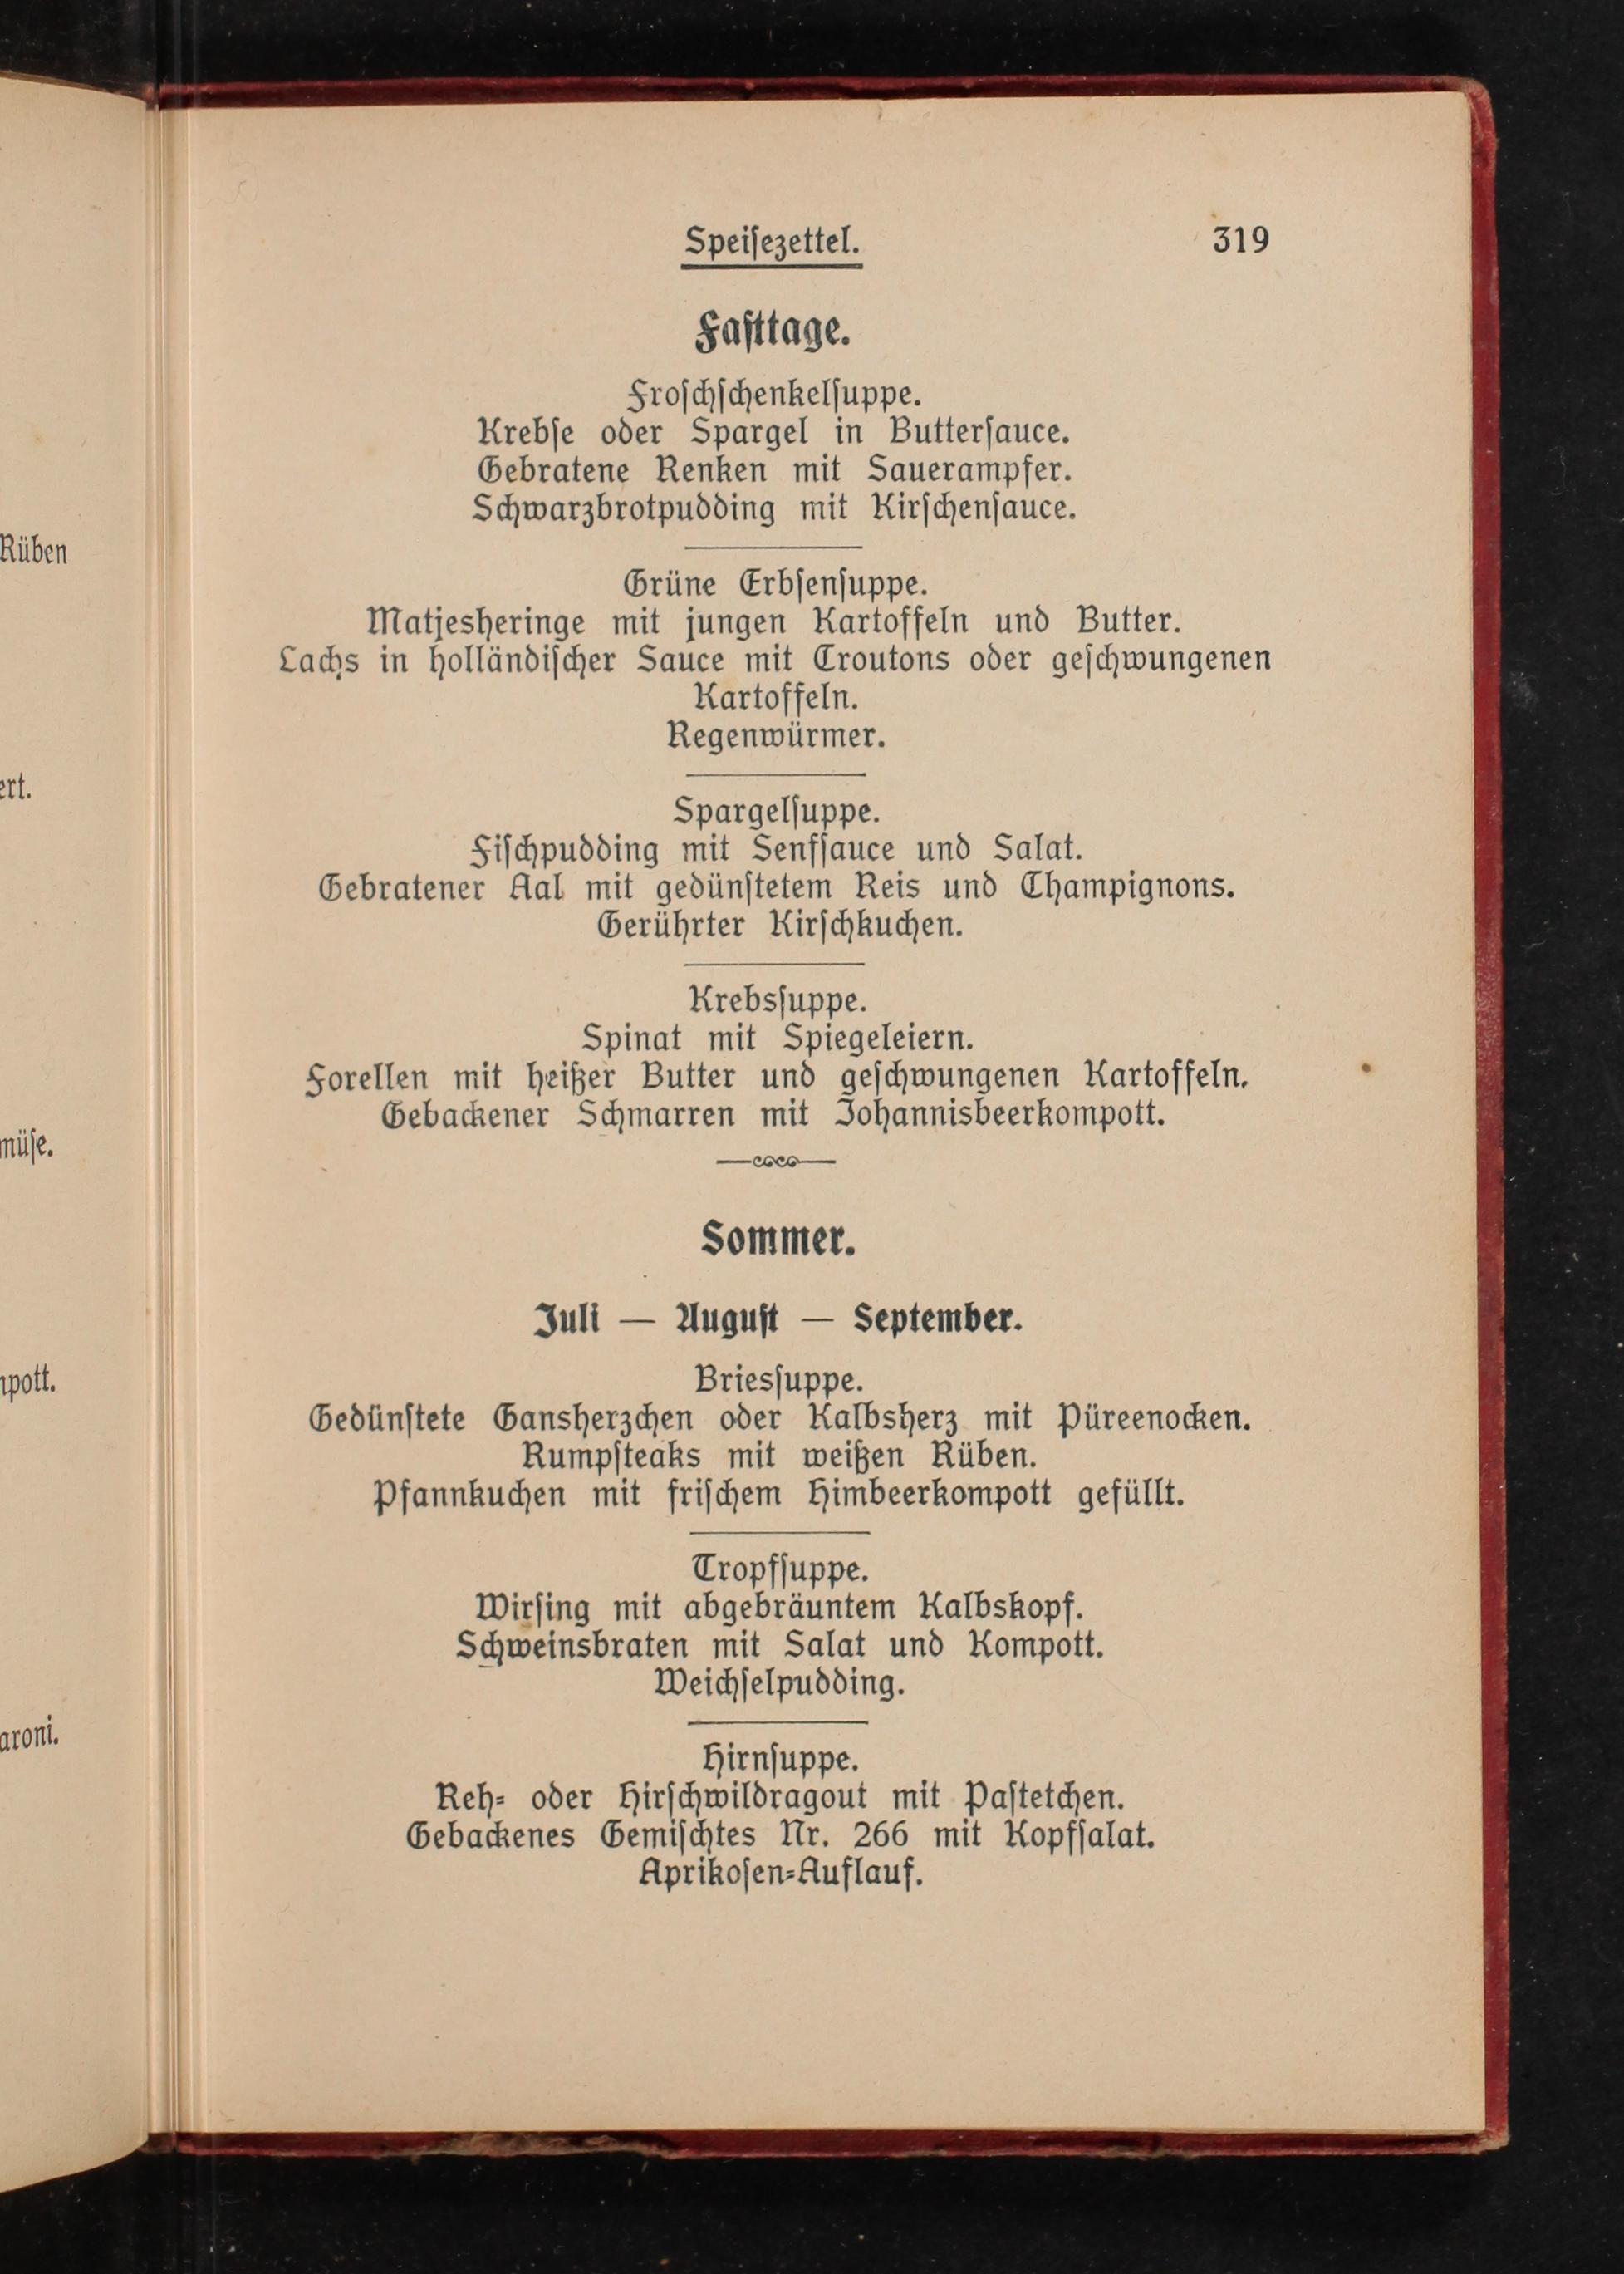 Rüben
ert.
müſe.
pott.
aroni.
Speiſezettel. 319
Faſttage.
Froſchſchenkelſuppe.
Krebſe oder Spargel in Butterſauce.
Gebratene Renken mit Sauerampfer.
Schwarzbrotpudding mit Kirſchenſauce.
Grüne Erbſenſuppe.
Matjesheringe mit jungen Kartoffeln und Butter.
Lachs in holländiſcher Sauce mit Croutons oder geſchwungenen
Kartoffeln.
Regenwürmer.
Spargelſuppe.
Fiſchpudding mit Senfſauce und Salat.
Gebratener Aal mit gedünſtetem Reis und Champignons.
Gerührter Kirſchkuchen.
Krebsſuppe.
Spinat mit Spiegeleiern.
Forellen mit heißer Butter und geſchwungenen Kartoffeln.
Gebackener Schmarren mit Johannisbeerkompott.
Sommer.
Juli — Auguſt — September.
Briesſuppe.
Gedünſtete Gansherzchen oder Kalbsherz mit Püreenocken.
Rumpſteaks mit weißen Rüben.
Pfannkuchen mit friſchem Himbeerkompott gefüllt.
Tropfſuppe.
Wirſing mit abgebräuntem Kalbskopf.
Schweinsbraten mit Salat und Kompott.
Weichſelpudding.
Hirnſuppe.
Reh- oder Hirſchwildragout mit Paſtetchen.
Gebackenes Gemiſchtes Nr. 266 mit Kopfſalat.
Aprikoſen-Auflauf.